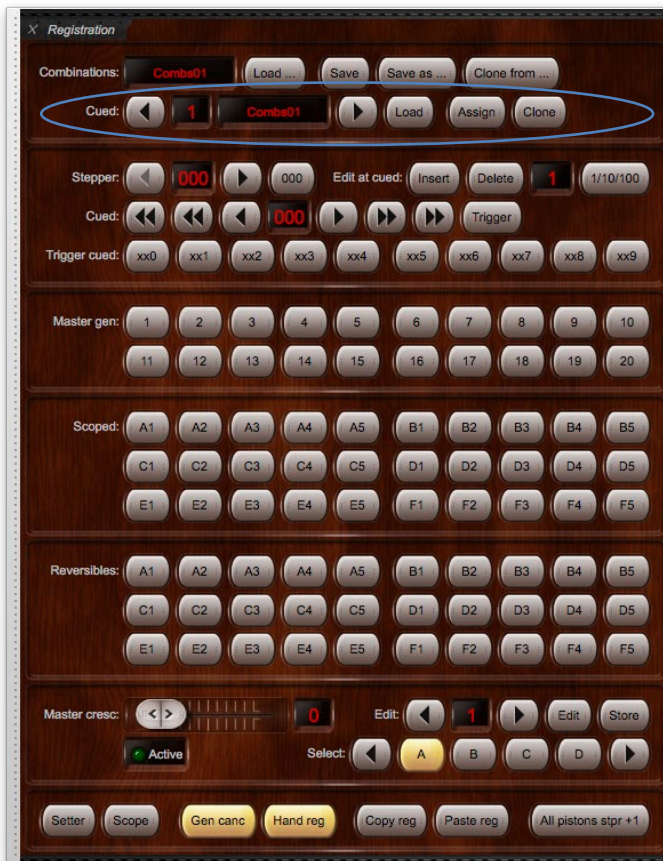 X Registration
Combinations: Combs01 Load ... Save Save as ... Clone from ...
Cued: 1 Combs01 Load Assign Clone
Stepper: 000 000 Edit at cued: Insert Delete 1 1/10/100
Cued: 000 Trigger
Trigger cued: xx0 xx1 xx2 xx3 xx4 xx5 xx6 xx7 xx8 xx9
Master gen: 1 2 3 4 5 6 7 8 9 10
11 12 13 14 15 16 17 18 19 20
Scoped: A1 A2 A3 A4 A5 B1 B2 B3 B4 B5
C1 C2 C3 C4 C5 D1 D2 D3 D4 D5
E1 E2 E3 E4 E5 F1 F2 F3 F4 F5
Reversibles: A1 A2 A3 A4 A5 B1 B2 B3 B4 B5
C1 C2 C3 C4 C5 D1 D2 D3 D4 D5
E1 E2 E3 E4 E5 F1 F2 F3 F4 F5
Master cresc: 0 Edit: 1 Edit Store
Active Select: A B C D
Setter Scope Gen canc Hand reg Copy reg Paste reg All pistons stpr +1